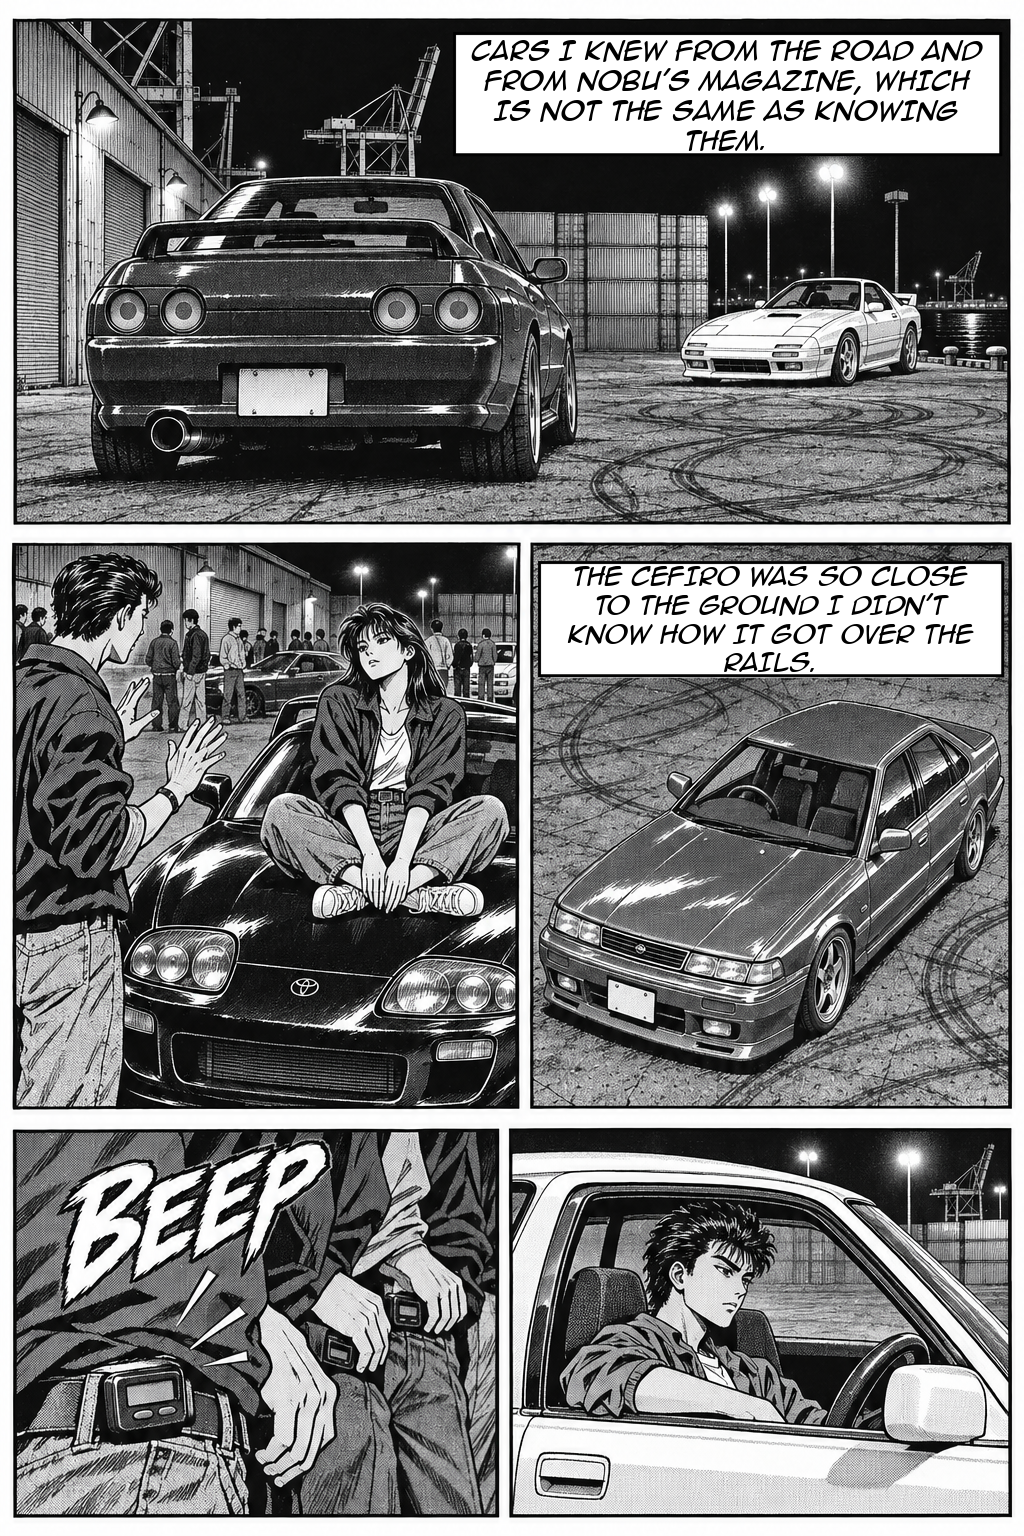 CARS I KNEW FROM THE ROAD AND
FROM NOBU'S MAGAZINE, WHICH
IS NOT THE SAME AS KNOWING
THEM.
THE CEFIRO WAS SO CLOSE
TO THE GROUND I DIDN'T
KNOW HOW IT GOT OVER THE
RAILS.
BEEP